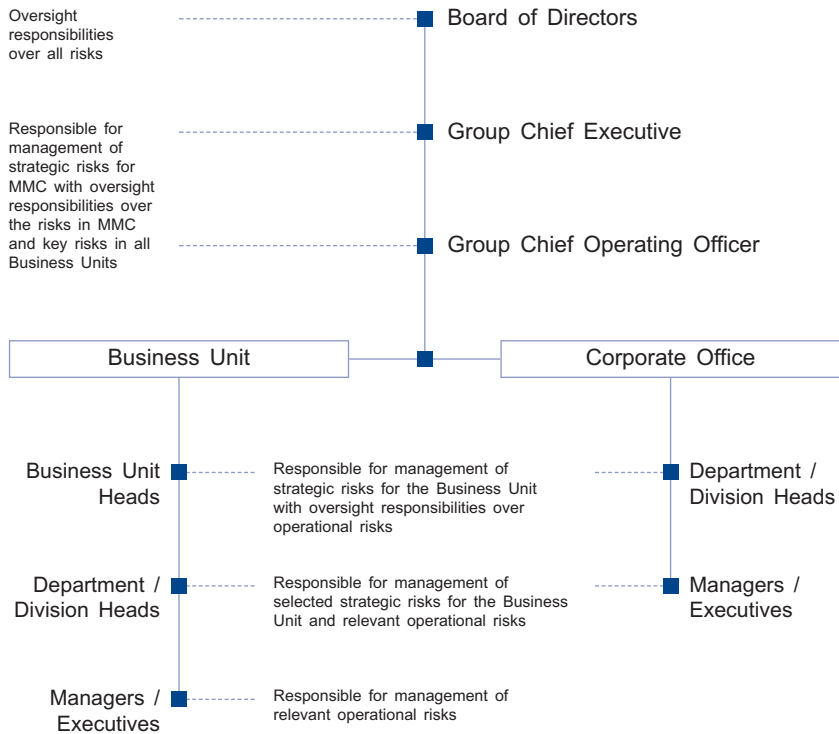 Oversight
responsibilities
over all risks
Board of Directors
Responsible for
management of
strategic risks for
MMC with oversight
responsibilities over
the risks in MMC
and key risks in all
Business Units
Group Chief Executive
Group Chief Operating Officer
Business Unit
Corporate Office
Business Unit
Heads
Responsible for management of
strategic risks for the Business Unit
with oversight responsibilities over
operational risks
Department /
Division Heads
Department /
Division Heads
Responsible for management of
selected strategic risks for the Business
Unit and relevant operational risks
Managers /
Executives
Managers /
Executives
Responsible for management of
relevant operational risks